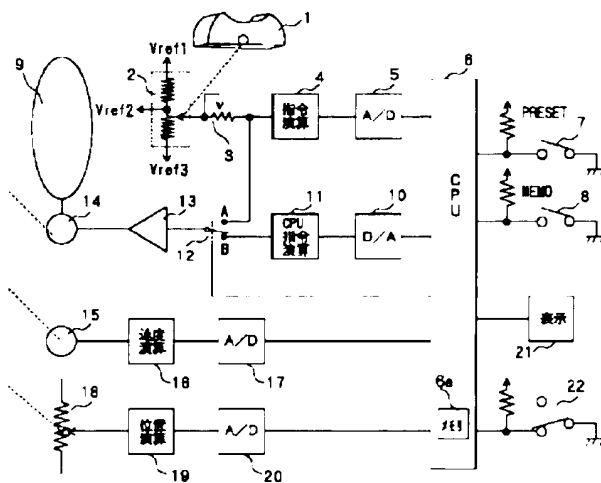 1
Vref1
2
9
Vref2
3
Vref3
4
指令
演算
5
A/D
6
CPU
PRESET
7
MEMO
8
14
13
A
B
12
11
CPU
指令
演算
10
D/A
15
速度
演算
16
A/D
17
表示
21
18
位置
演算
19
A/D
20
6a
メモリ
22